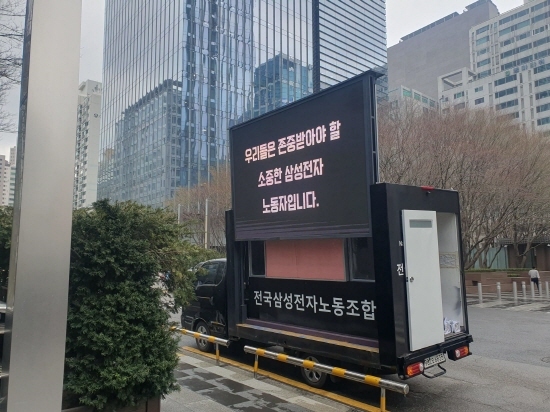 우리들은 존중받아야 할
소중한 삼성전자
노동자입니다.
전국삼성전자노동조합
전